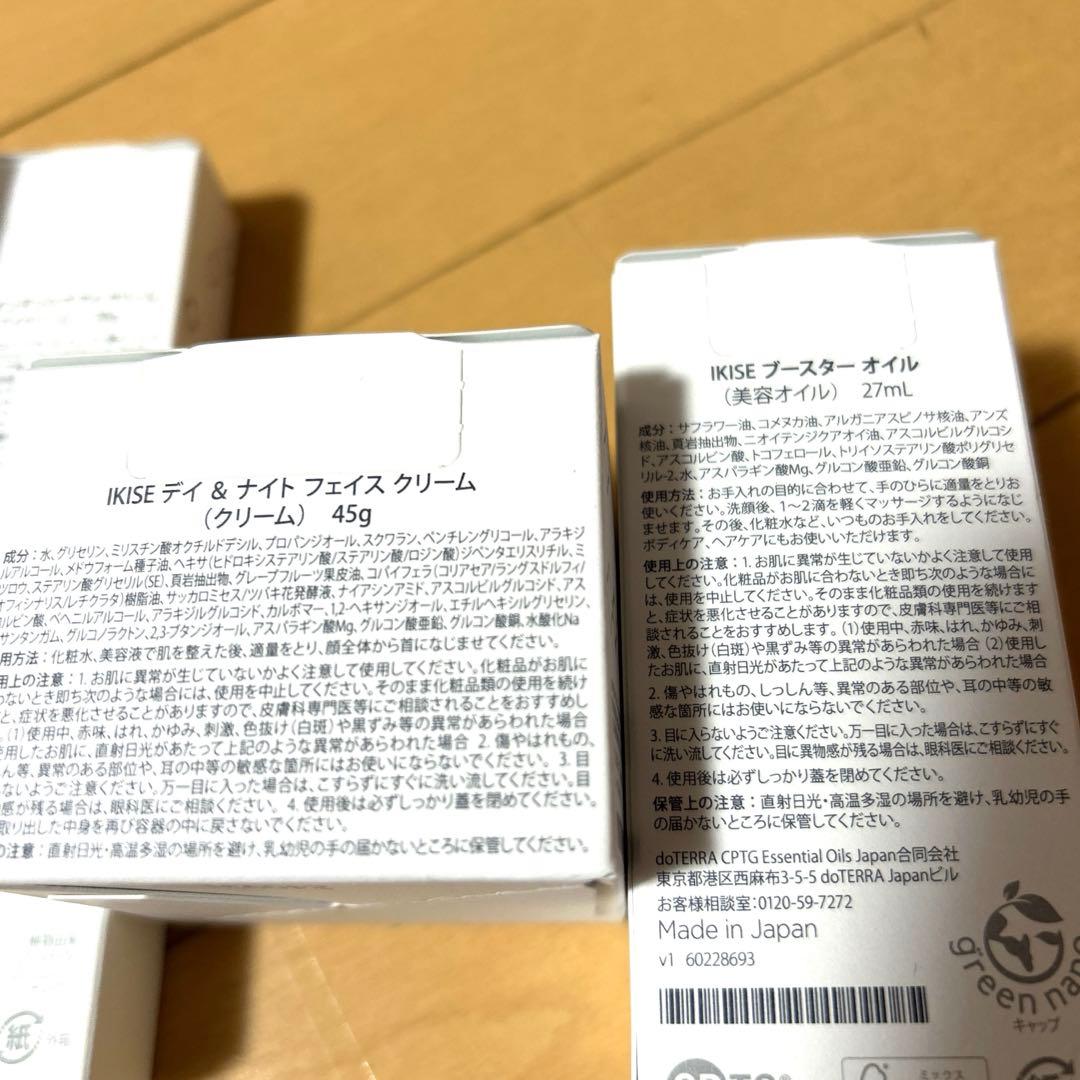 IKISE デイ & ナイト フェイス クリーム
（クリーム） 45g
成分：水、グリセリン、ミリスチン酸オクチルドデシル、プロパンジオール、スクワラン、ペンチレングリコール、アラキジ
ルアルコール、メドウフォーム種子油、ヘキサ(ヒドロキシステアリン酸/ステアリン酸/ロジン酸)ジペンタエリスリチル、ミ
ツロウ、ステアリン酸グリセリル(SE)、頁岩抽出物、グレープフルーツ果皮油、コパイフェラ(コリアセア/ラングスドルフィ/
オフィシナリス/レチクラタ)樹脂油、サッカロミセス/ツバキ花発酵液、ナイアシンアミド、アスコルビルグルコシド、アス
ルビン酸、ベヘニルアルコール、アラキジルグルコシド、カルボマー、1,2-ヘキサンジオール、エチルヘキシルグリセリン、
サンタンガム、グルコノラクトン、2,3-ブタンジオール、アスパラギン酸Mg、グルコン酸亜鉛、グルコン酸銅、水酸化Na
用方法：化粧水、美容液で肌を整えた後、適量をとり、顔全体から首になじませてください。
用上の注意：1. お肌に異常が生じていないかよく注意して使用してください。化粧品がお肌に
わないとき即ち次のような場合には、使用を中止してください。そのまま化粧品類の使用を続け
と、症状を悪化させることがありますので、皮膚科専門医等にご相談されることをおすすめし
。(1)使用中、赤味、はれ、かゆみ、刺激、色抜け(白斑)や黒ずみ等の異常があらわれた場合
使用したお肌に、直射日光があたって上記のような異常があらわれた場合 2. 傷やはれもの、
しん等、異常のある部位や、耳の中等の敏感な箇所にはお使いにならないでください。 3. 目
ないようご注意ください。万一目に入った場合は、こすらずにすぐに洗い流してください。目
感が残る場合は、眼科医にご相談ください。 4. 使用後は必ずしっかり蓋を閉めてください。
取り出した中身を再び容器の中に戻さないでください。
の注意：直射日光・高温多湿の場所を避け、乳幼児の手の届かないところに保管してください。
紙
外箱
IKISE ブースター オイル
（美容オイル） 27mL
成分：サフラワー油、コメヌカ油、アルガニアスピノサ核油、アンズ
核油、頁岩抽出物、ニオイテンジクアオイ油、アスコルビルグルコシ
ド、アスコルビン酸、トコフェロール、トリイソステアリン酸ポリグリセ
リル-2、水、アスパラギン酸Mg、グルコン酸亜鉛、グルコン酸銅
使用方法：お手入れの目的に合わせて、手のひらに適量をとりお
使いください。洗顔後、1～2滴を軽くマッサージするようになじ
ませます。その後、化粧水など、いつものお手入れをしてください。
ボディケア、ヘアケアにもお使いいただけます。
使用上の注意：1. お肌に異常が生じていないかよく注意して使用
してください。化粧品がお肌に合わないとき即ち次のような場合に
は、使用を中止してください。そのまま化粧品類の使用を続けます
と、症状を悪化させることがありますので、皮膚科専門医等にご相
談されることをおすすめします。(1)使用中、赤味、はれ、かゆみ、刺
激、色抜け(白斑)や黒ずみ等の異常があらわれた場合 (2)使用し
たお肌に、直射日光があたって上記のような異常があらわれた場合
2. 傷やはれもの、しっしん等、異常のある部位や、耳の中等の敏
感な箇所にはお使いにならないでください。
3. 目に入らないようご注意ください。万一目に入った場合は、こすらずにすぐ
に洗い流してください。目に異物感が残る場合は、眼科医にご相談ください。
4. 使用後は必ずしっかり蓋を閉めてください。
保管上の注意：直射日光・高温多湿の場所を避け、乳幼児の手
の届かないところに保管してください。
doTERRA CPTG Essential Oils Japan合同会社
東京都港区西麻布3-5-5 doTERRA Japanビル
お客様相談室：0120-59-7272
Made in Japan
v1 60228693
green nano
キャップ
ミックス